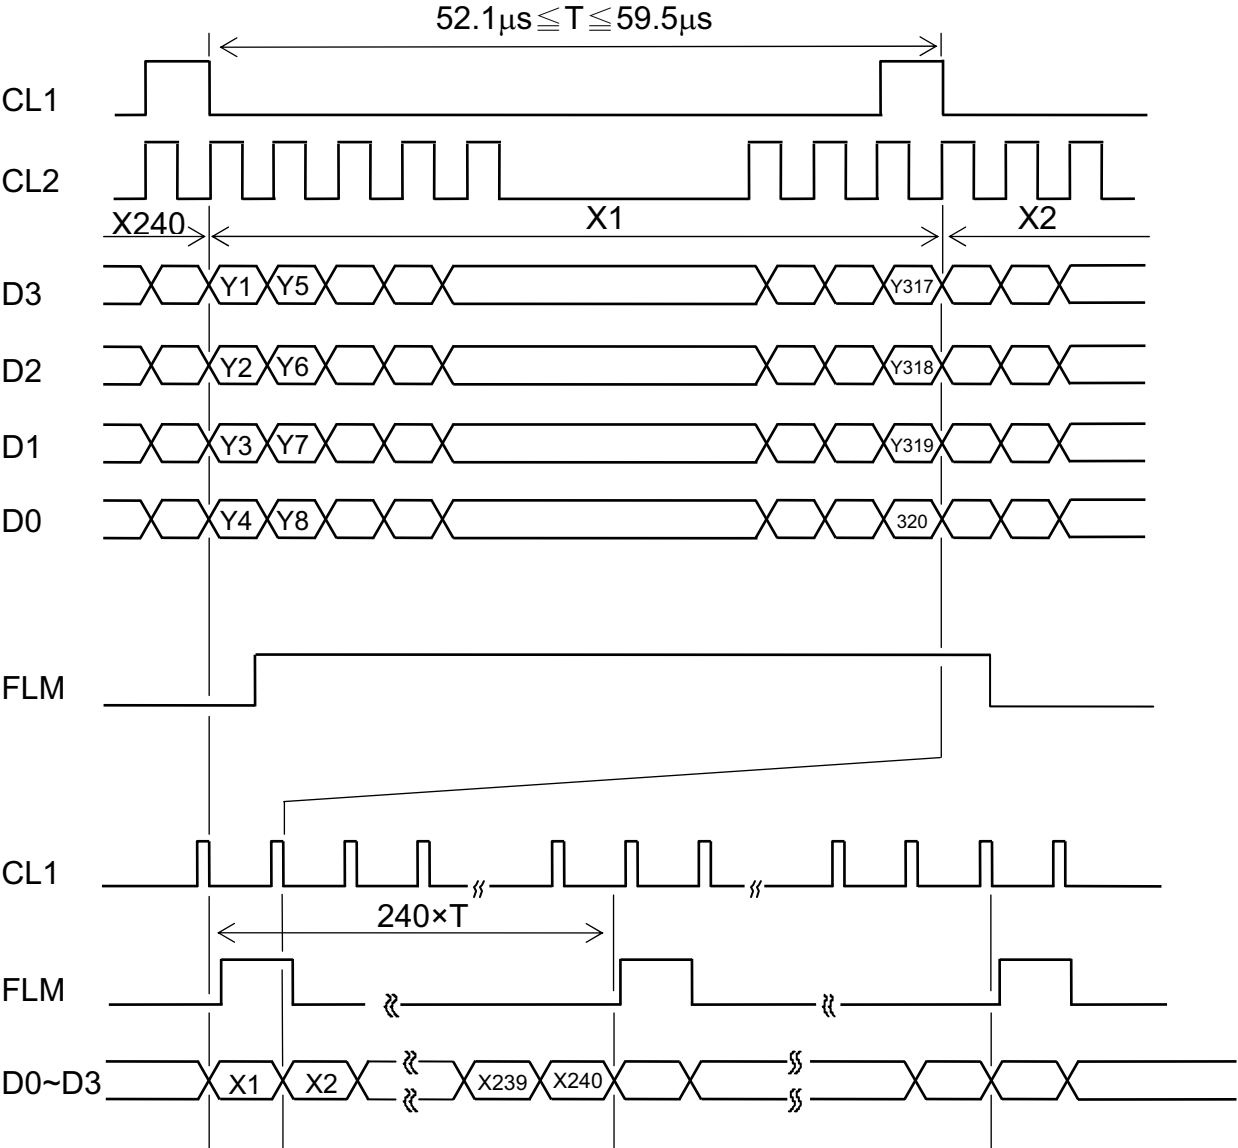 52.1μs≦T≦59.5μs
CL1
CL2
X240 X1 X2
D3 Y1 Y5 Y317
D2 Y2 Y6 Y318
D1 Y3 Y7 Y319
D0 Y4 Y8 320
FLM
CL1
240×T
FLM
D0~D3 X1 X2 X239 X240